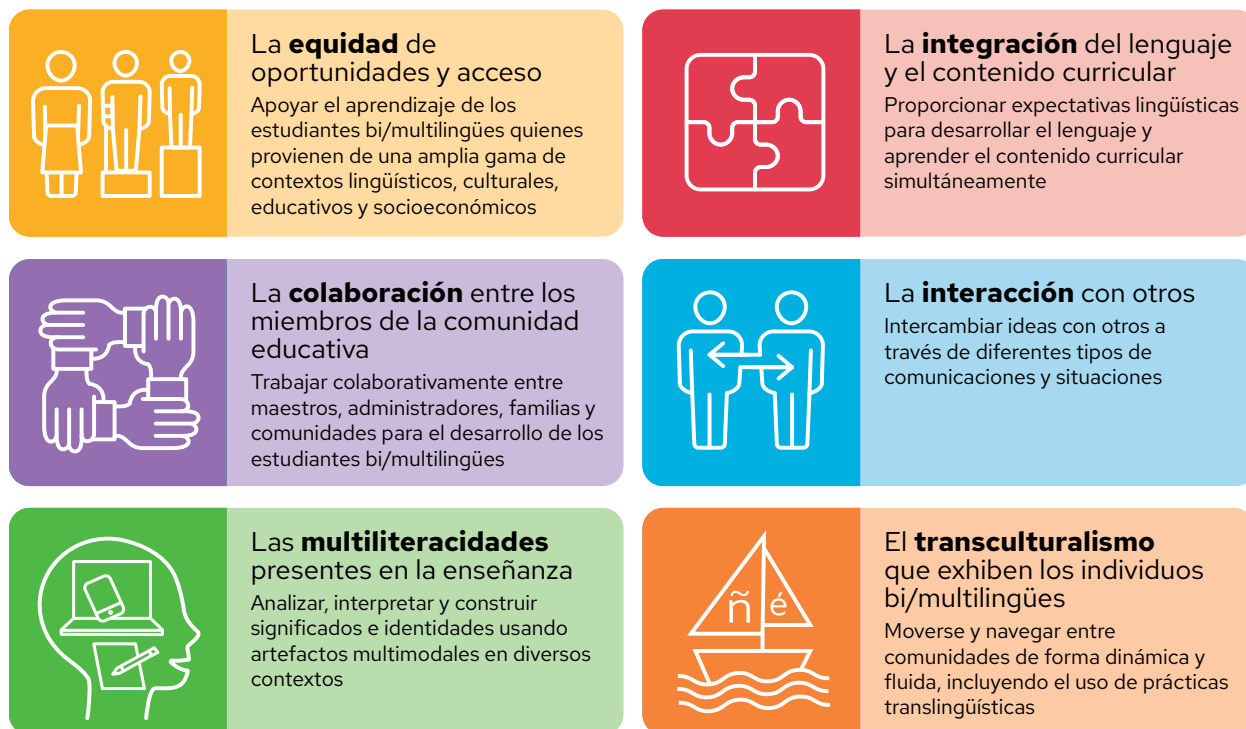 La equidad de
oportunidades y acceso
Apoyar el aprendizaje de los
estudiantes bi/multilingües quienes
provienen de una amplia gama de
contextos lingüísticos, culturales,
educativos y socioeconómicos
La integración del lenguaje
y el contenido curricular
Proporcionar expectativas lingüísticas
para desarrollar el lenguaje y
aprender el contenido curricular
simultáneamente
La colaboración entre los
miembros de la comunidad
educativa
Trabajar colaborativamente entre
maestros, administradores, familias y
comunidades para el desarrollo de los
estudiantes bi/multilingües
La interacción con otros
Intercambiar ideas con otros a
través de diferentes tipos de
comunicaciones y situaciones
Las multiliteracidades
presentes en la enseñanza
Analizar, interpretar y construir
significados e identidades usando
artefactos multimodales en diversos
contextos
ñ é
El transculturalismo
que exhiben los individuos
bi/multilingües
Moverse y navegar entre
comunidades de forma dinámica y
fluida, incluyendo el uso de prácticas
translingüísticas